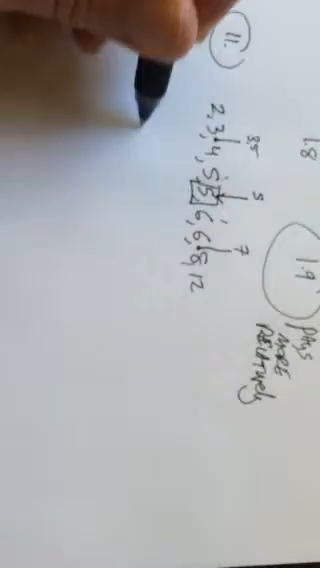 11.
1.8
3.5 5 7
2, 3, 4, 5, 5, 6, 6, 8, 12
1.9
PAYS
MORE
RELATIVELY